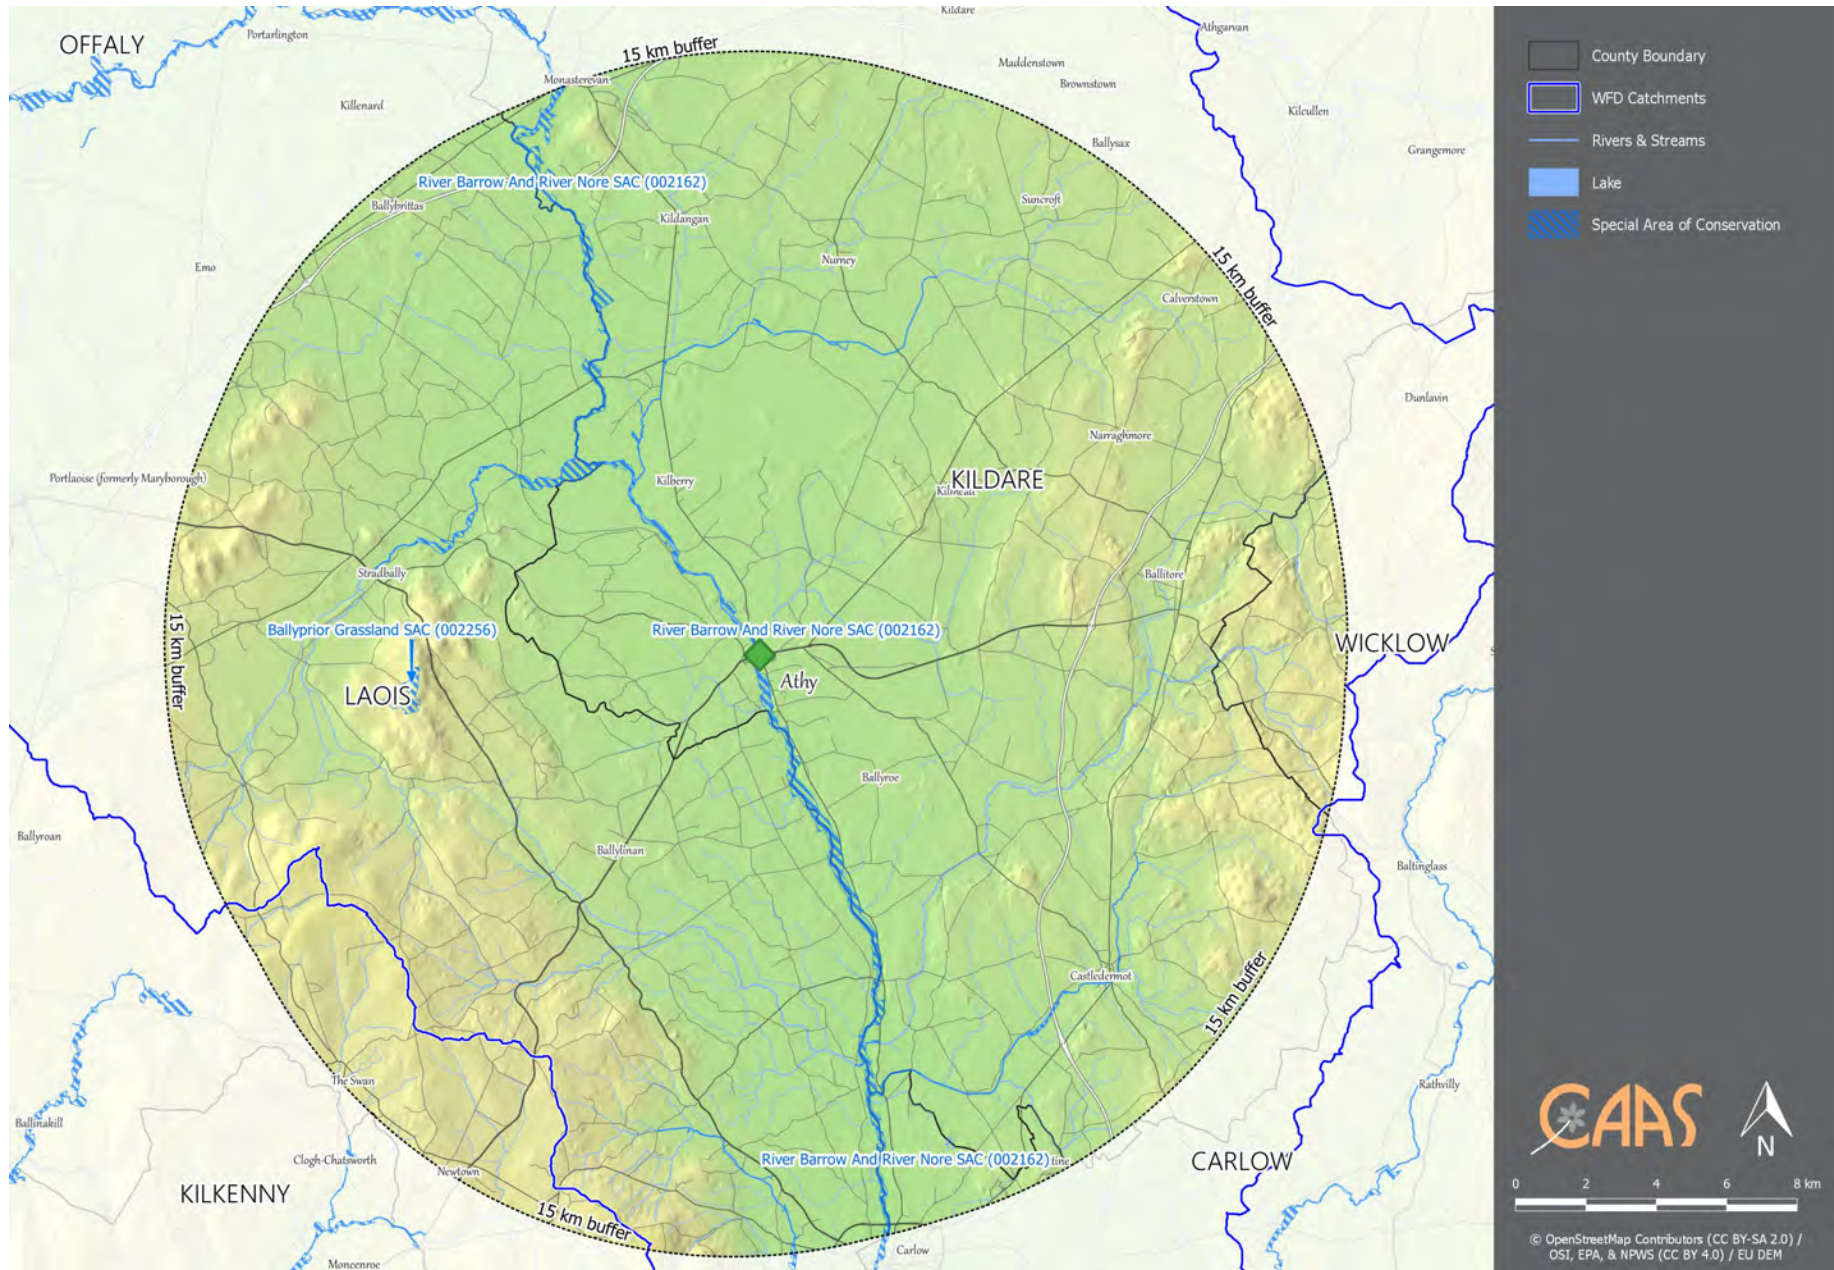 OFFALY
Portarlington
Kildare
Athgarvan
15 km buffer
Maddenstown
Monasterevan
Brownstown
Killenard
Kilcullen
Ballysax
Grangemore
River Barrow And River Nore SAC (002162)
Suncroft
Ballybrittas
Kildangan
Nurney
Emo
15 km buffer
Calverstown
Dunlavin
Narraghmore
Portlaoise (formerly Maryborough)
Kilberry
KILDARE
Kilmead
Stradbally
Ballitore
Ballyprior Grassland SAC (002256)
River Barrow And River Nore SAC (002162)
WICKLOW
15 km buffer
Athy
LAOIS
Ballyroe
Ballyroan
Ballylinan
Baltinglass
Castledermot
15 km buffer
The Swan
Rathvilly
Ballinakill
Clogh-Chatsworth
Newtown
River Barrow And River Nore SAC (002162)
tine
CARLOW
KILKENNY
15 km buffer
Carlow
Moneenroe
County Boundary
WFD Catchments
Rivers & Streams
Lake
Special Area of Conservation
CAAS
N
0 2 4 6 8 km
© OpenStreetMap Contributors (CC BY-SA 2.0) /
OSI, EPA, & NPWS (CC BY 4.0) / EU DEM